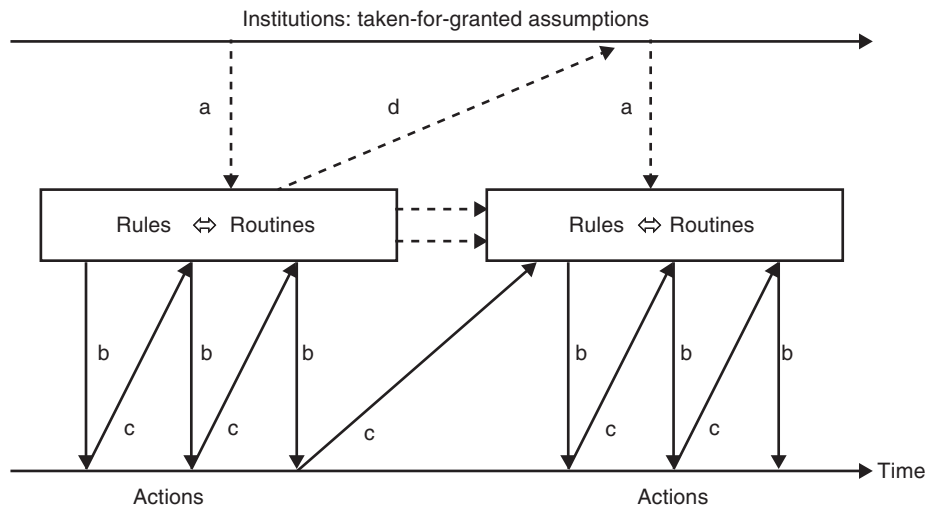 Institutions: taken-for-granted assumptions
a
d
a
Rules ⇔ Routines
Rules ⇔ Routines
b
b
b
b
b
b
c
c
c
c
c
Time
Actions
Actions